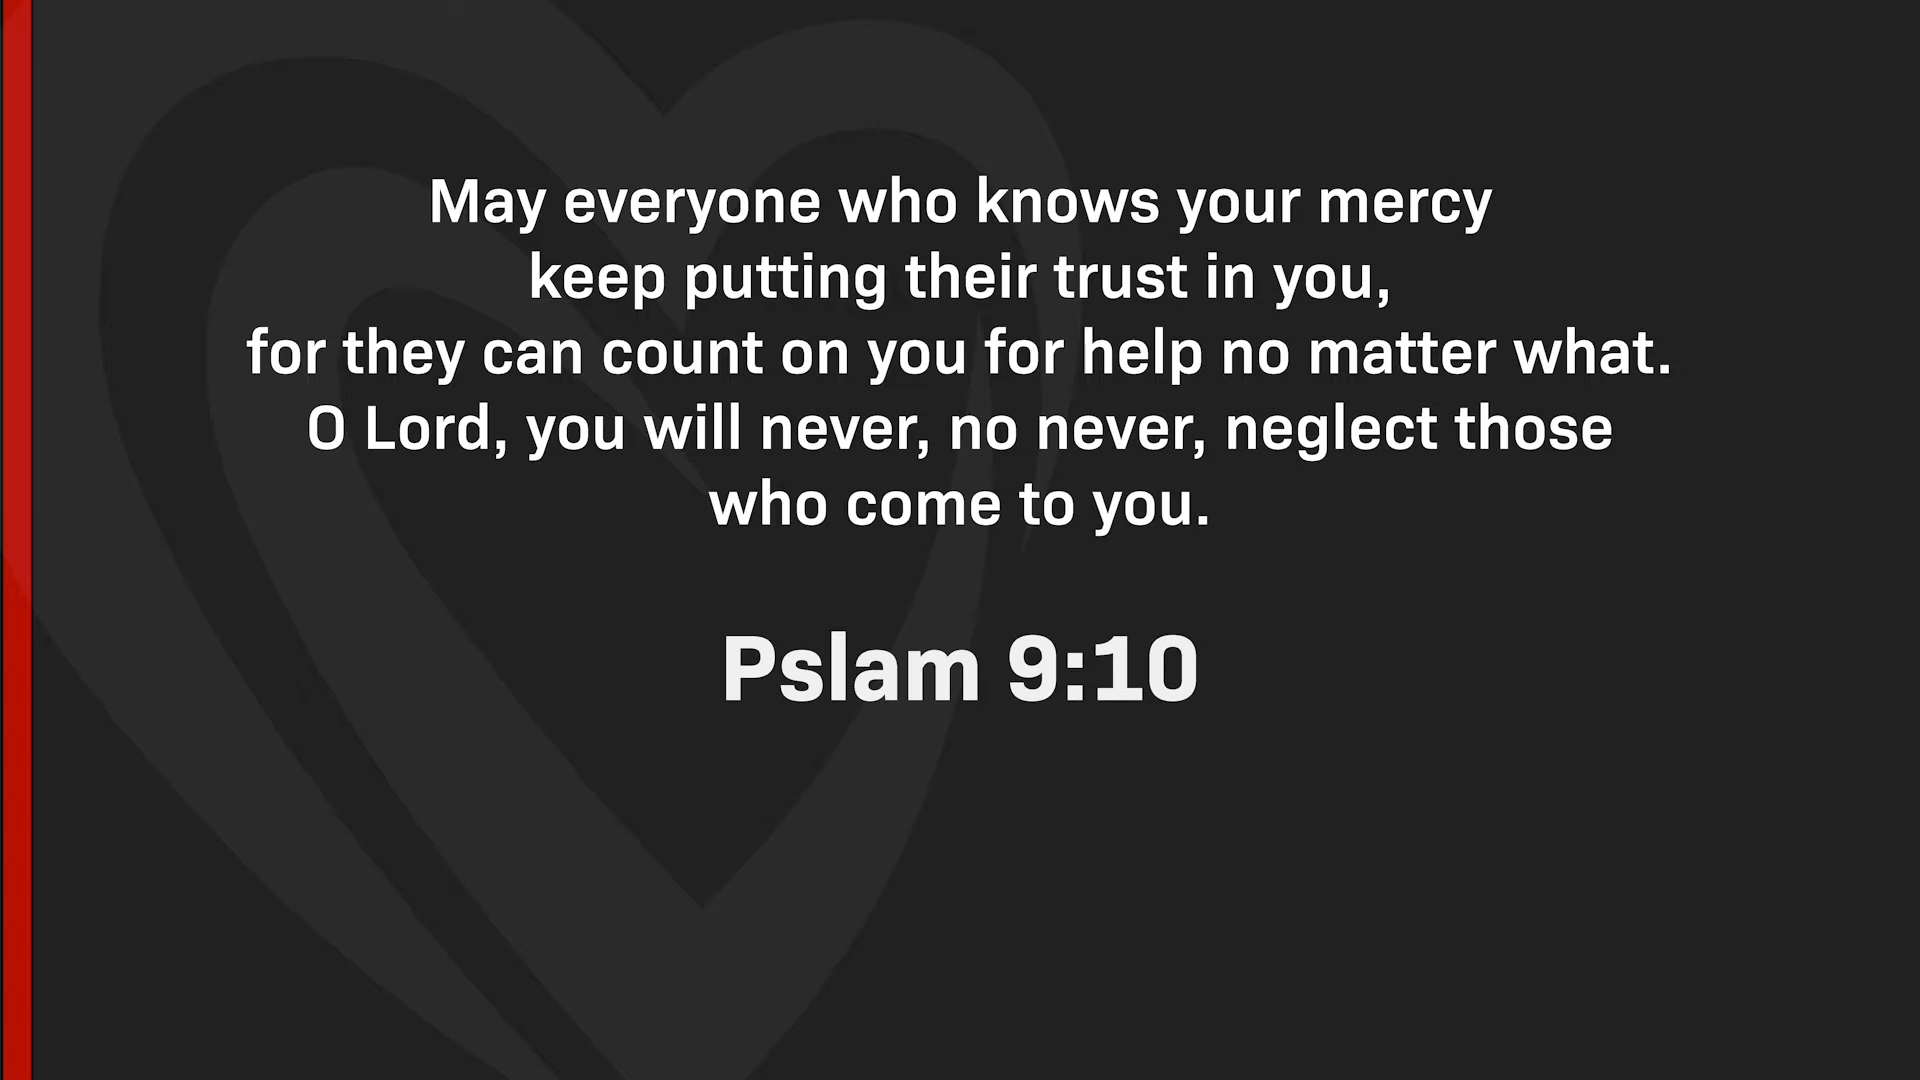 May everyone who knows your mercy
keep putting their trust in you,
for they can count on you for help no matter what.
O Lord, you will never, no never, neglect those
who come to you.
Pslam 9:10